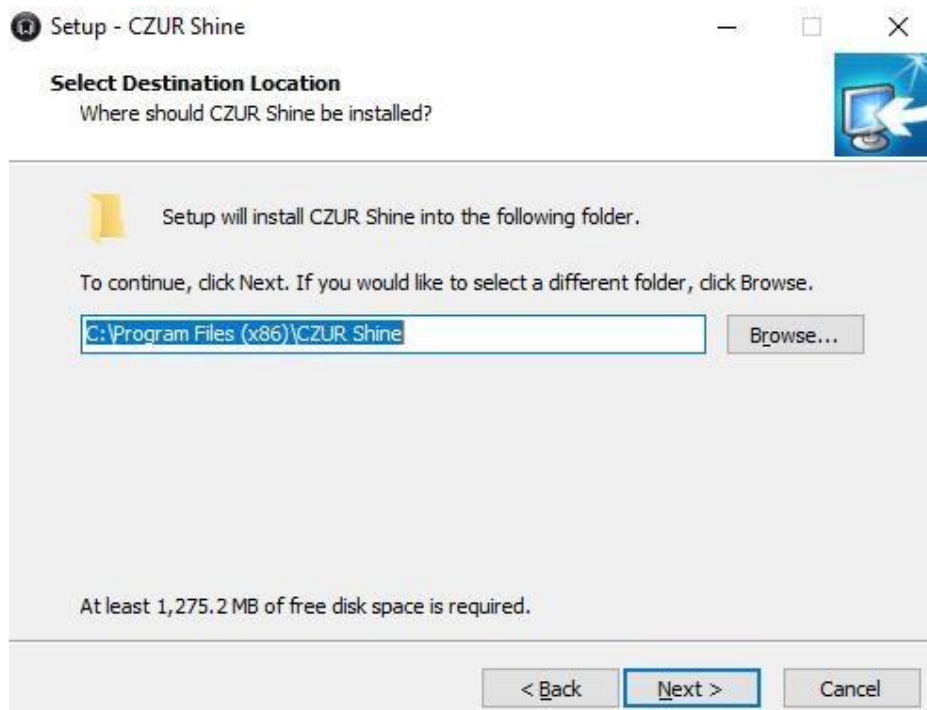 Setup - CZUR Shine
Select Destination Location
Where should CZUR Shine be installed?
Setup will install CZUR Shine into the following folder.
To continue, click Next. If you would like to select a different folder, click Browse.
C:\Program Files (x86)\CZUR Shine
Browse...
At least 1,275.2 MB of free disk space is required.
< Back
Next >
Cancel